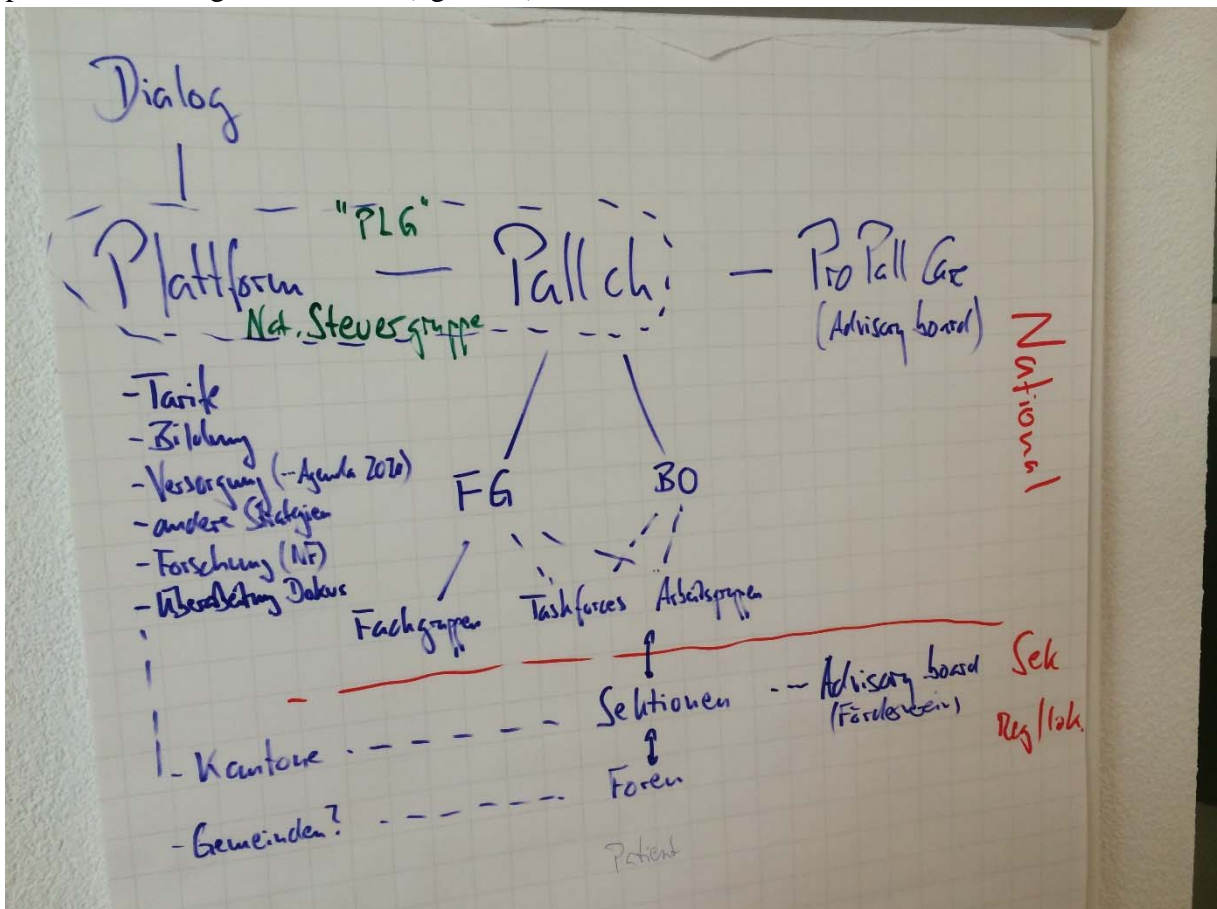 Dialog
"PLG"
Plattform — Pall ch. — Pro Pall Care
(Advisory board)
Nat. Steuergruppe
National
- Tarife
- Bildung
- Versorgung (-- Agenda 2020)
- andere Strategien
- Forschung (NF)
- Überarbeitung Dokus
FG
BO
Fachgruppen
Taskforces
Arbeitsgruppen
Sek
Reg/lok.
Sektionen --- Advisory board
(Förderverein)
- Kantone
Foren
- Gemeinden?
Patient